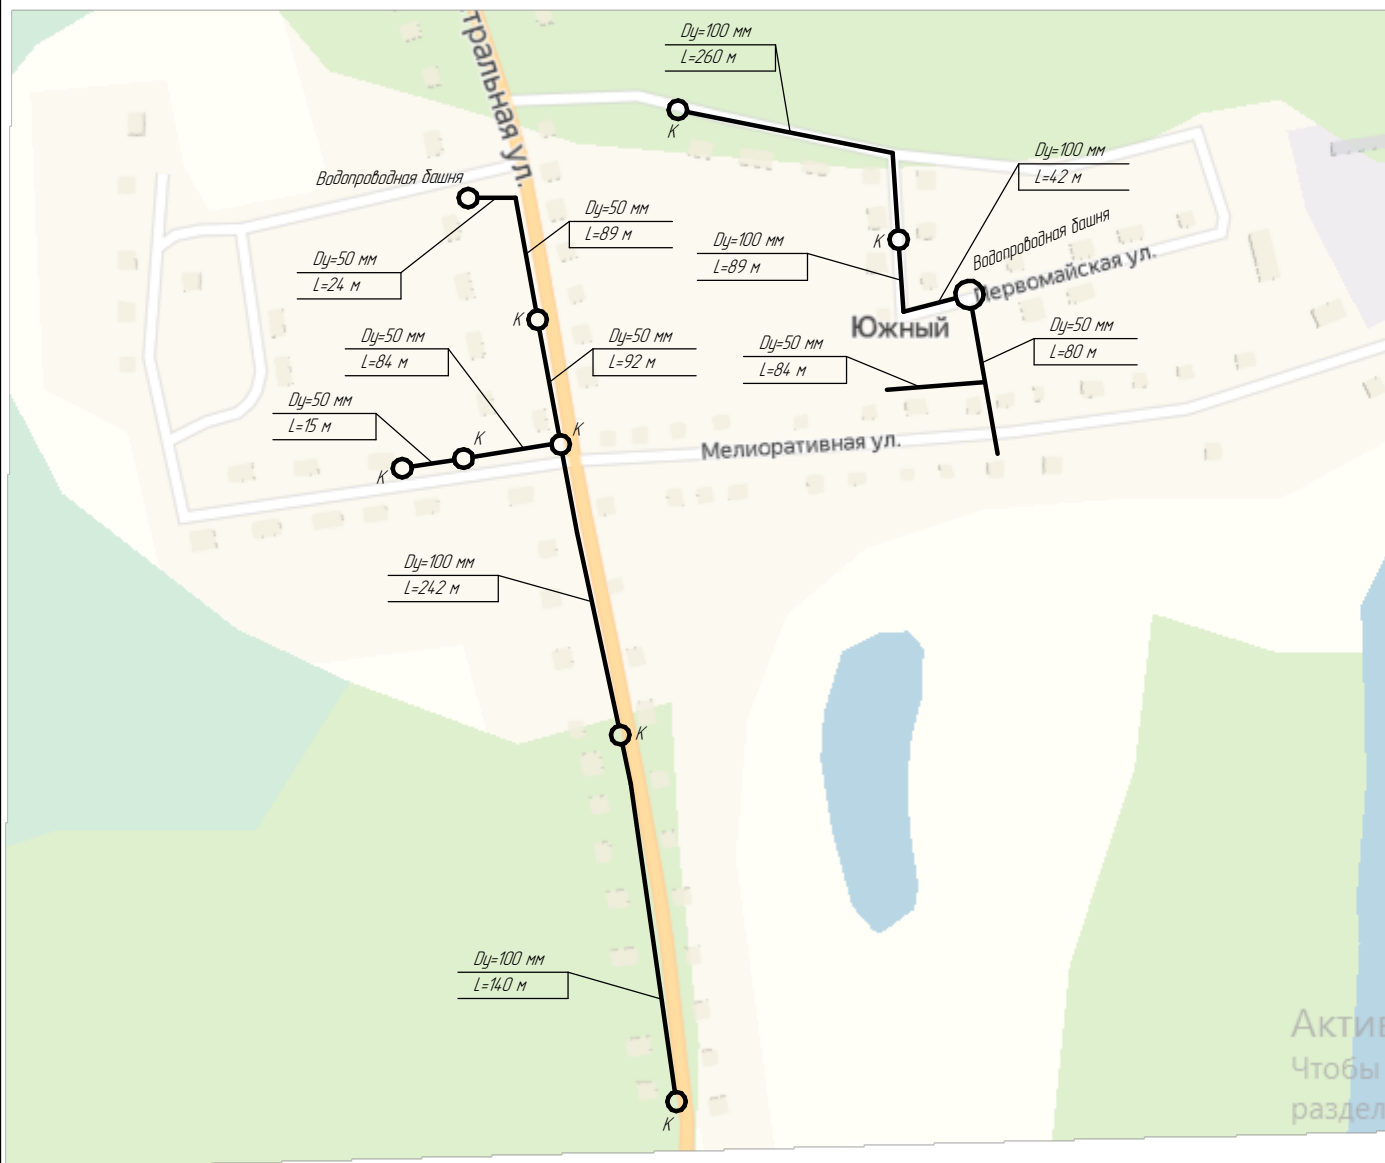 тральная ул.
Dy=100 мм
L=260 м
К
Dy=100 мм
L=42 м
Водопроводная башня
Dy=50 мм
L=89 м
Водопроводная башня
К
Dy=100 мм
L=89 м
Dy=50 мм
L=24 м
Первомайская ул.
К
Южный
Dy=50 мм
L=80 м
Dy=50 мм
L=84 м
Dy=50 мм
L=92 м
Dy=50 мм
L=84 м
Dy=50 мм
L=15 м
К
К
К
Мелиоративная ул.
Dy=100 мм
L=242 м
К
Dy=100 мм
L=140 м
К
Актив
Чтобы
раздел